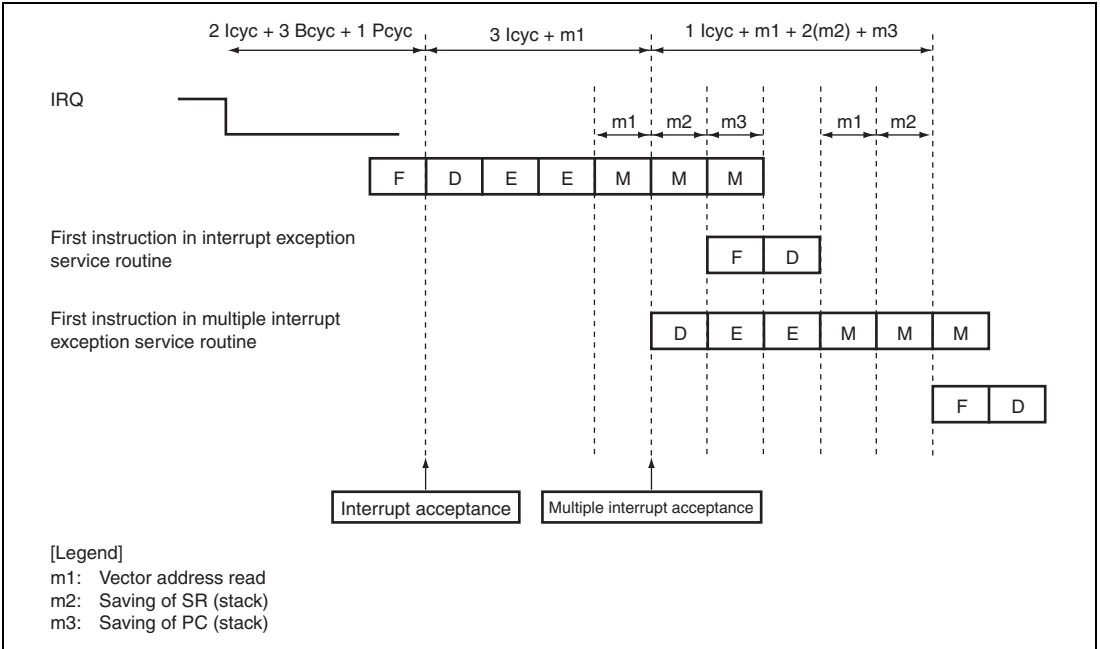 2 Icyc + 3 Bcyc + 1 Pcyc 3 Icyc + m1 1 Icyc + m1 + 2(m2) + m3
IRQ
m1 m2 m3 m1 m2
F D E E M M M
First instruction in interrupt exception
service routine
F D
First instruction in multiple interrupt
exception service routine
D E E M M M
F D
Interrupt acceptance Multiple interrupt acceptance
[Legend]
m1: Vector address read
m2: Saving of SR (stack)
m3: Saving of PC (stack)